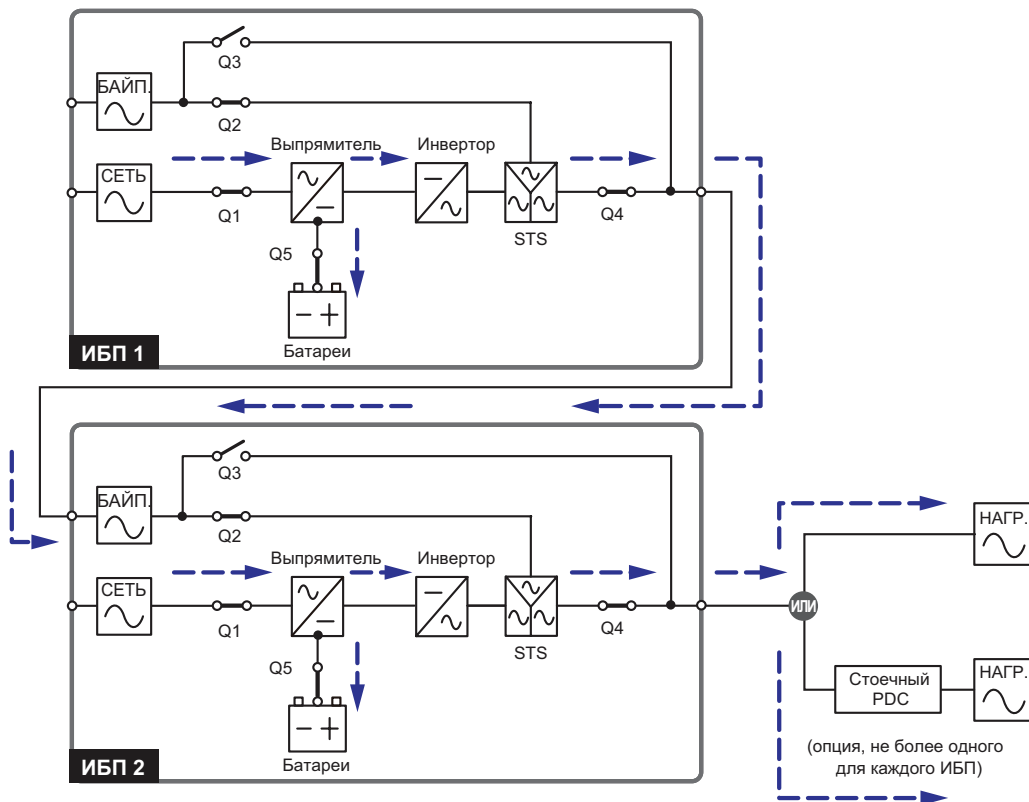 Q3
БАЙП.
Q2
Выпрямитель
Инвертор
СЕТЬ
Q1
Q4
STS
Q5
Батареи
ИБП 1
Q3
БАЙП.
Q2
НАГР.
Выпрямитель
Инвертор
СЕТЬ
ИЛИ
Q1
Q4
STS
Q5
Стоечный
PDC
НАГР.
(опция, не более одного
для каждого ИБП)
Батареи
ИБП 2